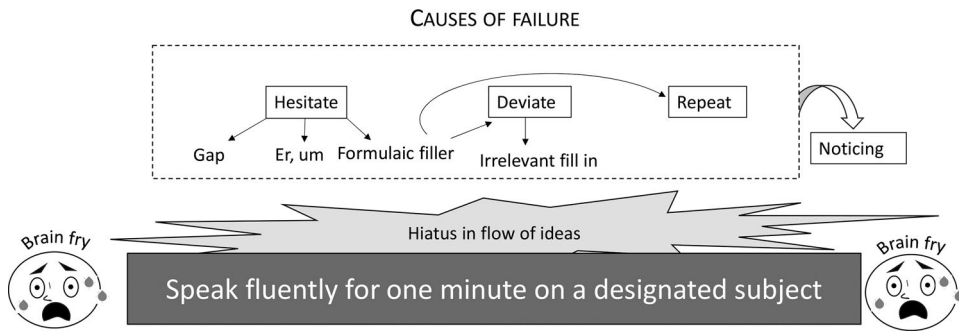 CAUSES OF FAILURE
Hesitate
Deviate
Repeat
Gap
Er, um
Formulaic filler
Irrelevant fill in
Noticing
Hiatus in flow of ideas
Brain fry
Brain fry
Speak fluently for one minute on a designated subject